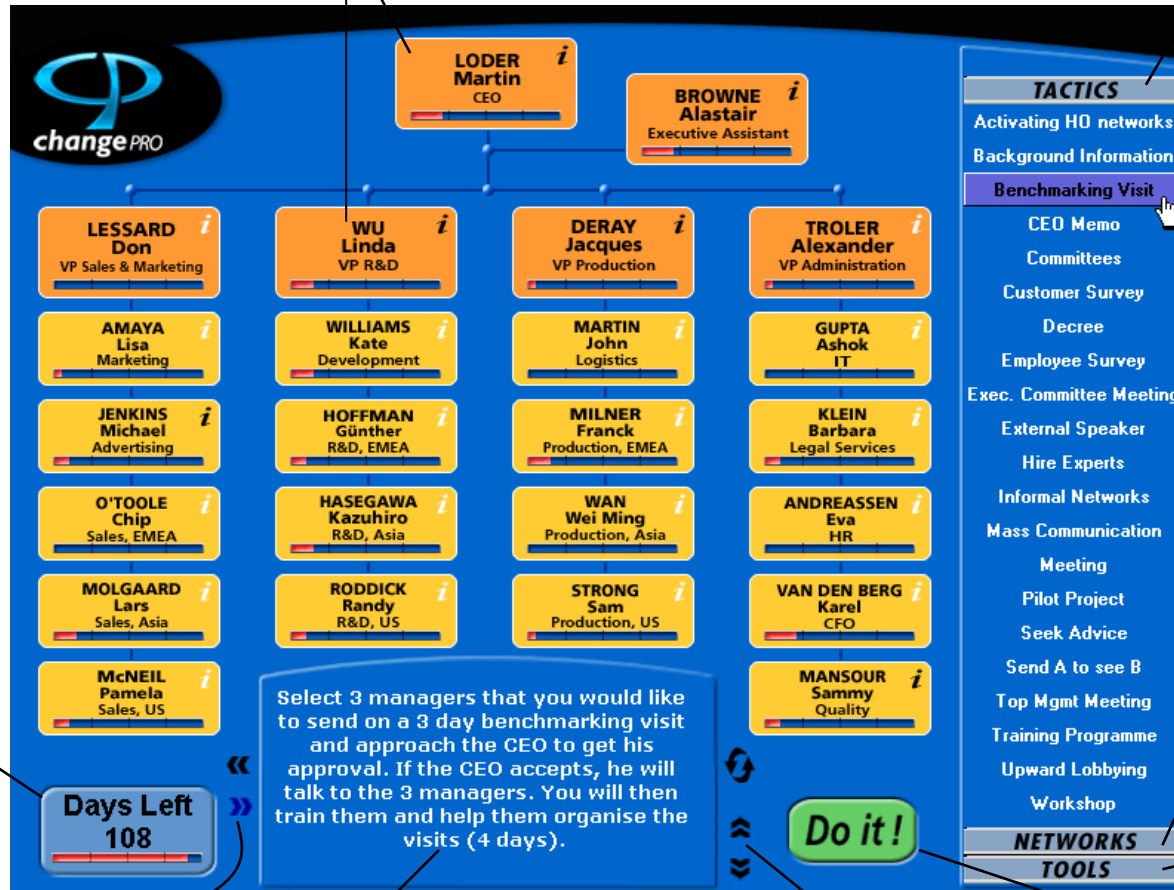 changePRO
LODER
Martin
CEO
i
BROWNE
Alastair
Executive Assistant
i
LESSARD
Don
VP Sales & Marketing
i
WU
Linda
VP R&D
i
DERAY
Jacques
VP Production
i
TROLER
Alexander
VP Administration
i
AMAYA
Lisa
Marketing
i
WILLIAMS
Kate
Development
i
MARTIN
John
Logistics
i
GUPTA
Ashok
IT
i
JENKINS
Michael
Advertising
i
HOFFMAN
Günther
R&D, EMEA
i
MILNER
Franck
Production, EMEA
i
KLEIN
Barbara
Legal Services
i
O'TOOLE
Chip
Sales, EMEA
i
HASEGAWA
Kazuhiro
R&D, Asia
i
WAN
Wei Ming
Production, Asia
i
ANDREASSEN
Eva
HR
i
MOLGAARD
Lars
Sales, Asia
i
RODDICK
Randy
R&D, US
i
STRONG
Sam
Production, US
i
VAN DEN BERG
Karel
CFO
i
McNEIL
Pamela
Sales, US
i
MANSOUR
Sammy
Quality
i
Select 3 managers that you would like
to send on a 3 day benchmarking visit
and approach the CEO to get his
approval. If the CEO accepts, he will
talk to the 3 managers. You will then
train them and help them organise the
visits (4 days).
Days Left
108
Do it !
TACTICS
Activating HO networks
Background Information
Benchmarking Visit
CEO Memo
Committees
Customer Survey
Decree
Employee Survey
Exec. Committee Meeting
External Speaker
Hire Experts
Informal Networks
Mass Communication
Meeting
Pilot Project
Seek Advice
Send A to see B
Top Mgmt Meeting
Training Programme
Upward Lobbying
Workshop
NETWORKS
TOOLS